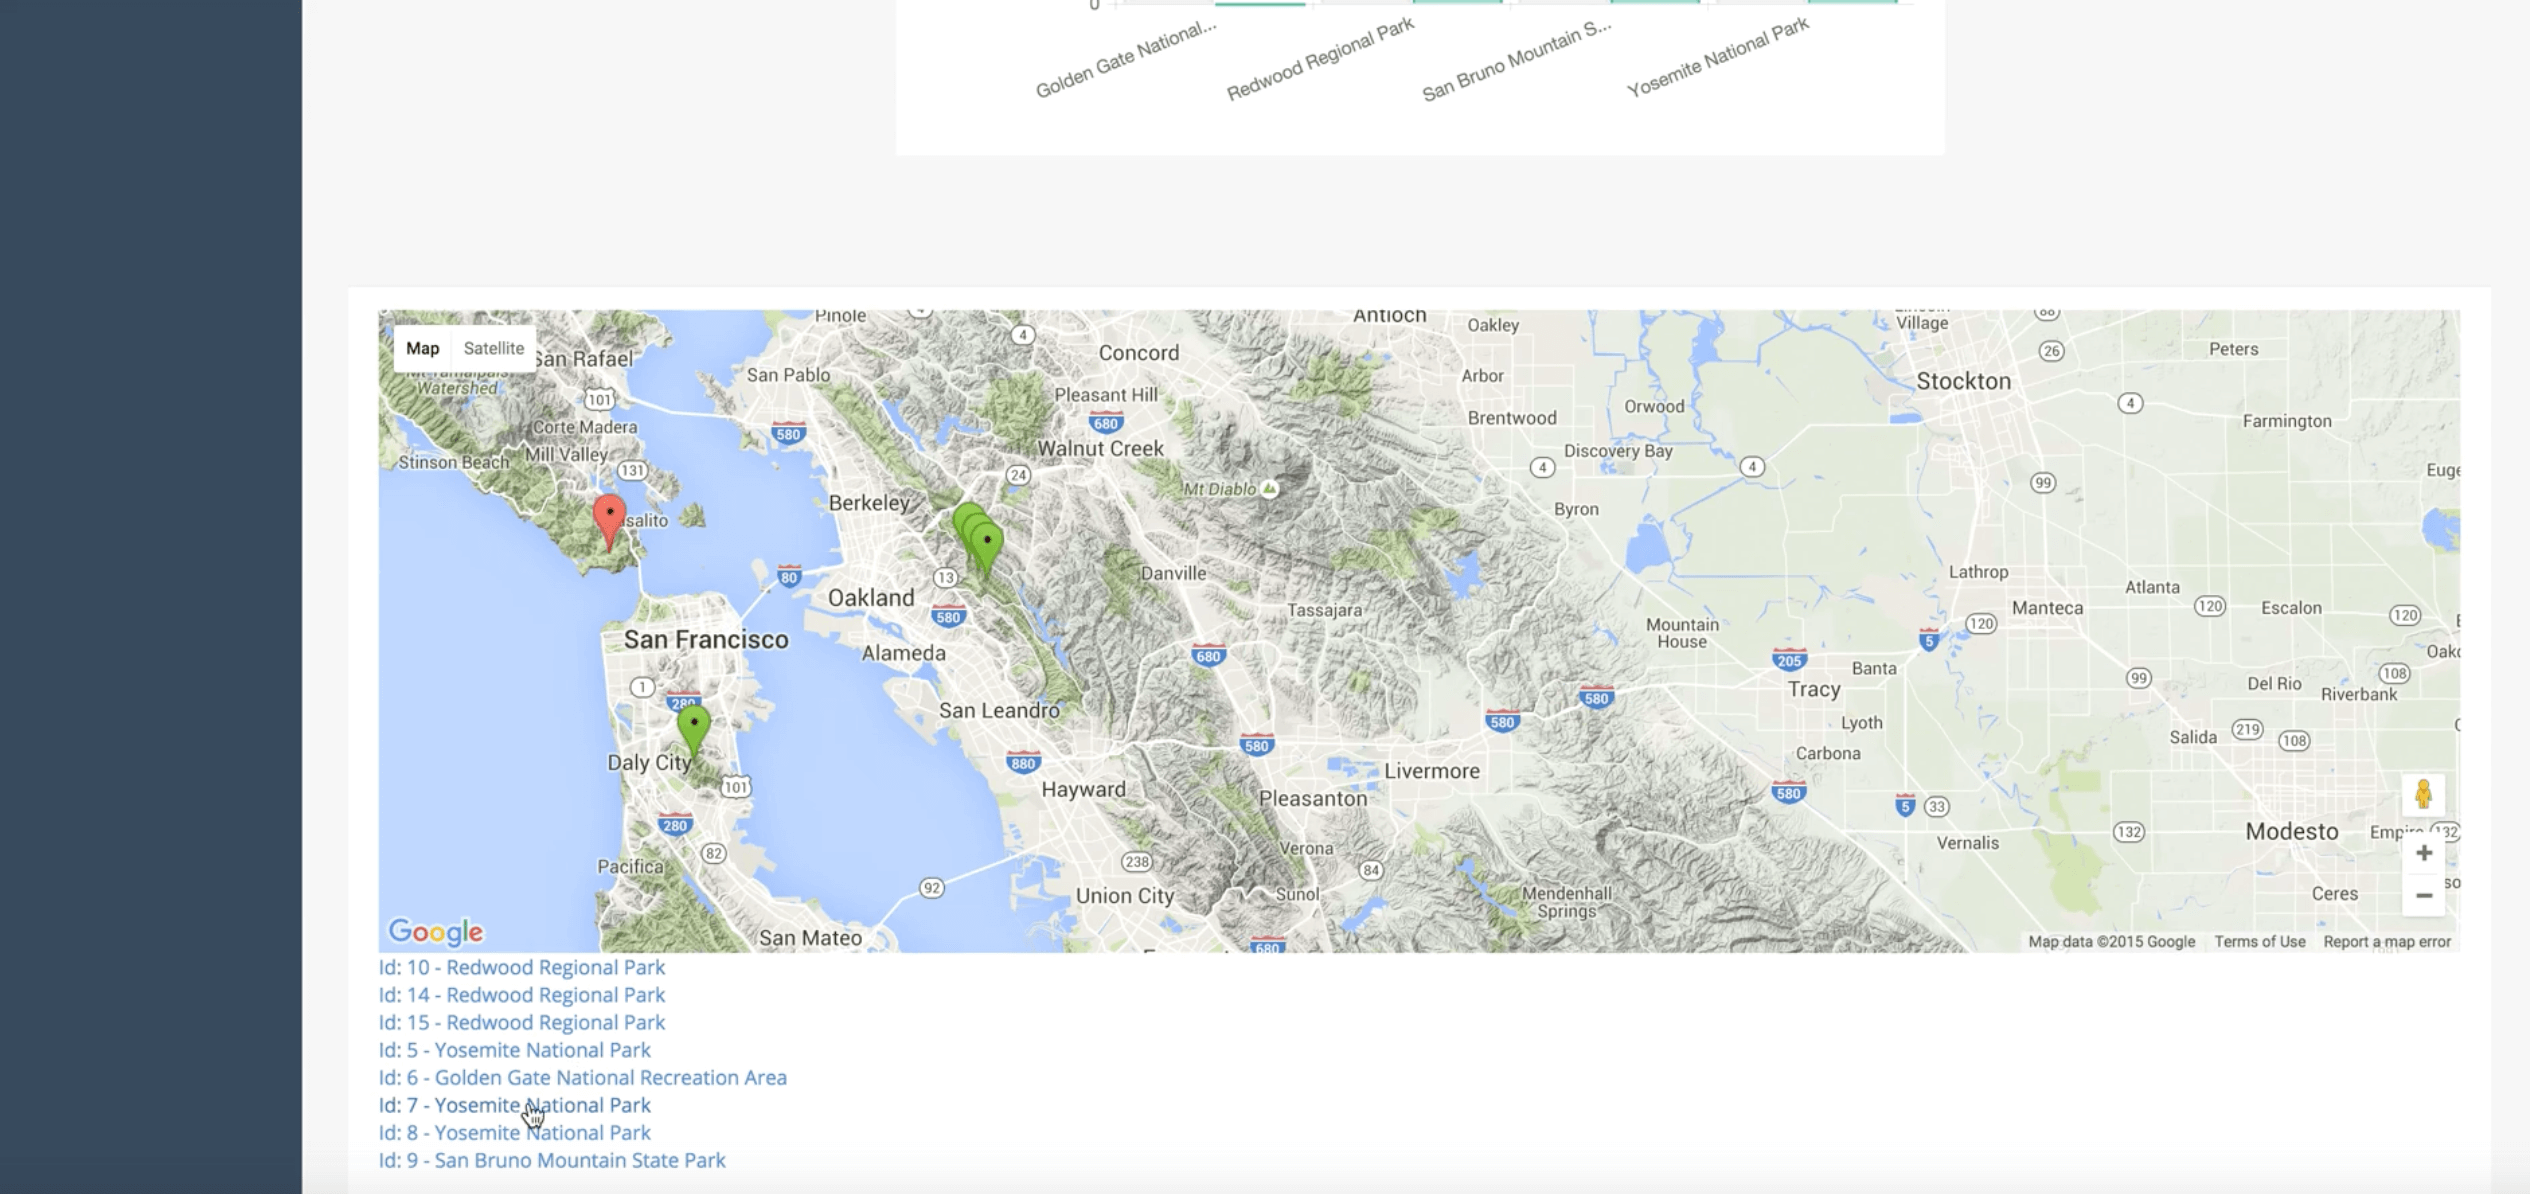 0
Golden Gate National...
Redwood Regional Park
San Bruno Mountain S...
Yosemite National Park
Map
Satellite
San Rafael
Watershed
101
Corte Madera
Mill Valley
Stinson Beach
131
Pinole
4
San Pablo
580
Concord
Pleasant Hill
680
Walnut Creek
24
Berkeley
Mt Diablo
Antioch
Oakley
Arbor
Brentwood
Orwood
Discovery Bay
4
4
Byron
Village
88
26
Stockton
Peters
4
Farmington
99
Euge
salito
80
13
Oakland
580
Danville
Tassajara
San Francisco
Alameda
680
1
280
San Leandro
Daly City
101
280
82
Pacifica
880
Hayward
580
Livermore
Pleasanton
Verona
238
84
92
Union City
Sunol
San Mateo
680
Mendenhall
Springs
Mountain
House
580
580
205
Tracy
Banta
5
120
Lathrop
Manteca
Atlanta
120
Escalon
120
Oak
108
99
Del Rio
Riverbank
Lyoth
Carbona
580
5
33
Vernalis
Salida
219
108
132
Modesto
132
Ceres
+
−
Google
Map data ©2015 Google
Terms of Use
Report a map error
Id: 10 - Redwood Regional Park
Id: 14 - Redwood Regional Park
Id: 15 - Redwood Regional Park
Id: 5 - Yosemite National Park
Id: 6 - Golden Gate National Recreation Area
Id: 7 - Yosemite National Park
Id: 8 - Yosemite National Park
Id: 9 - San Bruno Mountain State Park